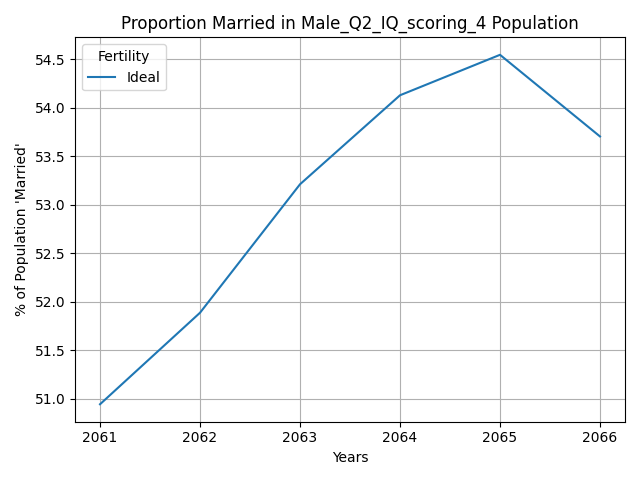 Proportion Married in Male_Q2_IQ_scoring_4 Population
Fertility
Ideal
% of Population 'Married'
54.5
54.0
53.5
53.0
52.5
52.0
51.5
51.0
2061 2062 2063 2064 2065 2066
Years